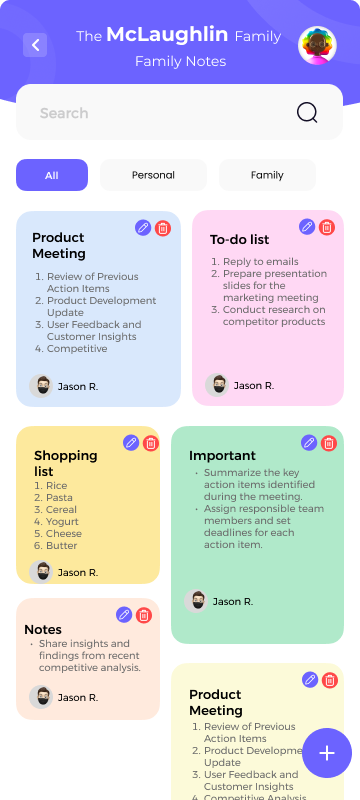 The McLaughlin Family
Family Notes
Search
All
Personal
Family
Product
Meeting
1. Review of Previous
Action Items
2. Product Development
Update
3. User Feedback and
Customer Insights
4. Competitive
Jason R.
To-do list
1. Reply to emails
2. Prepare presentation
slides for the
marketing meeting
3. Conduct research on
competitor products
Jason R.
Shopping
list
1. Rice
2. Pasta
3. Cereal
4. Yogurt
5. Cheese
6. Butter
Jason R.
Important
• Summarize the key
action items identified
during the meeting.
• Assign responsible team
members and set
deadlines for each
action item.
Jason R.
Notes
• Share insights and
findings from recent
competitive analysis.
Jason R.
Product
Meeting
1. Review of Previous
Action Items
2. Product Developme
Update
3. User Feedback and
Customer Insights
4. Competitive Analysis